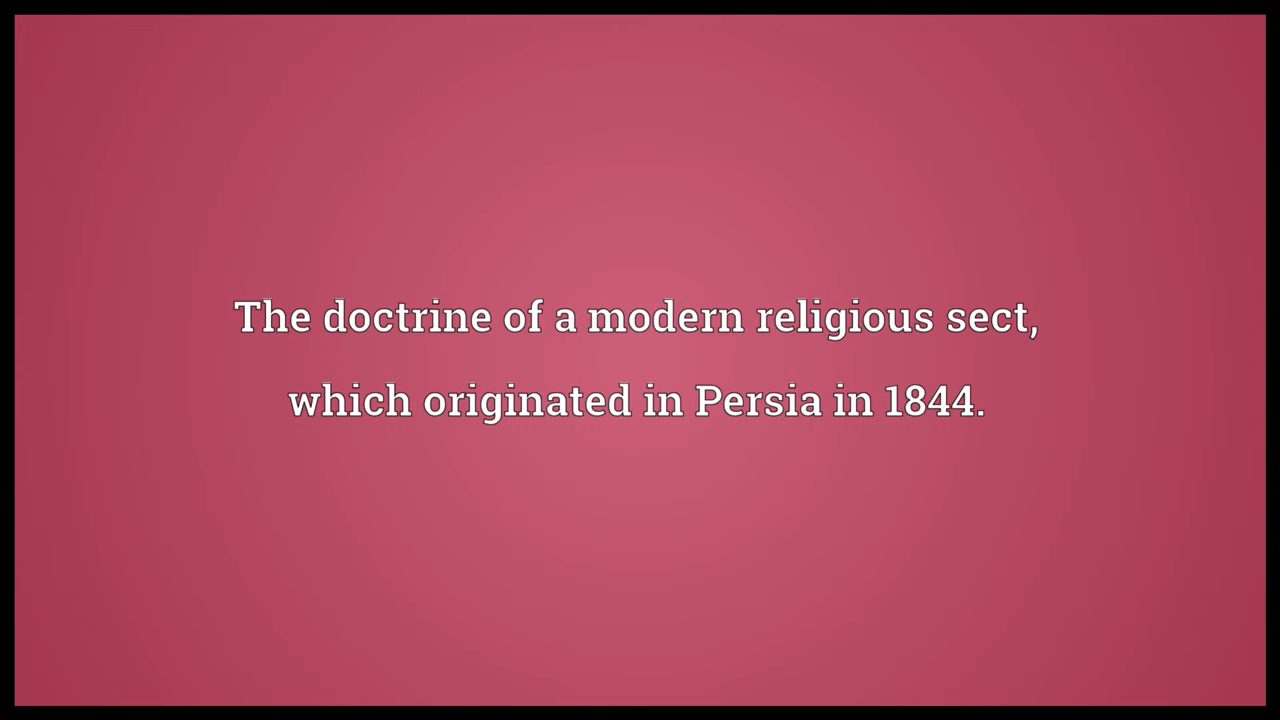 The doctrine of a modern religious sect,
which originated in Persia in 1844.